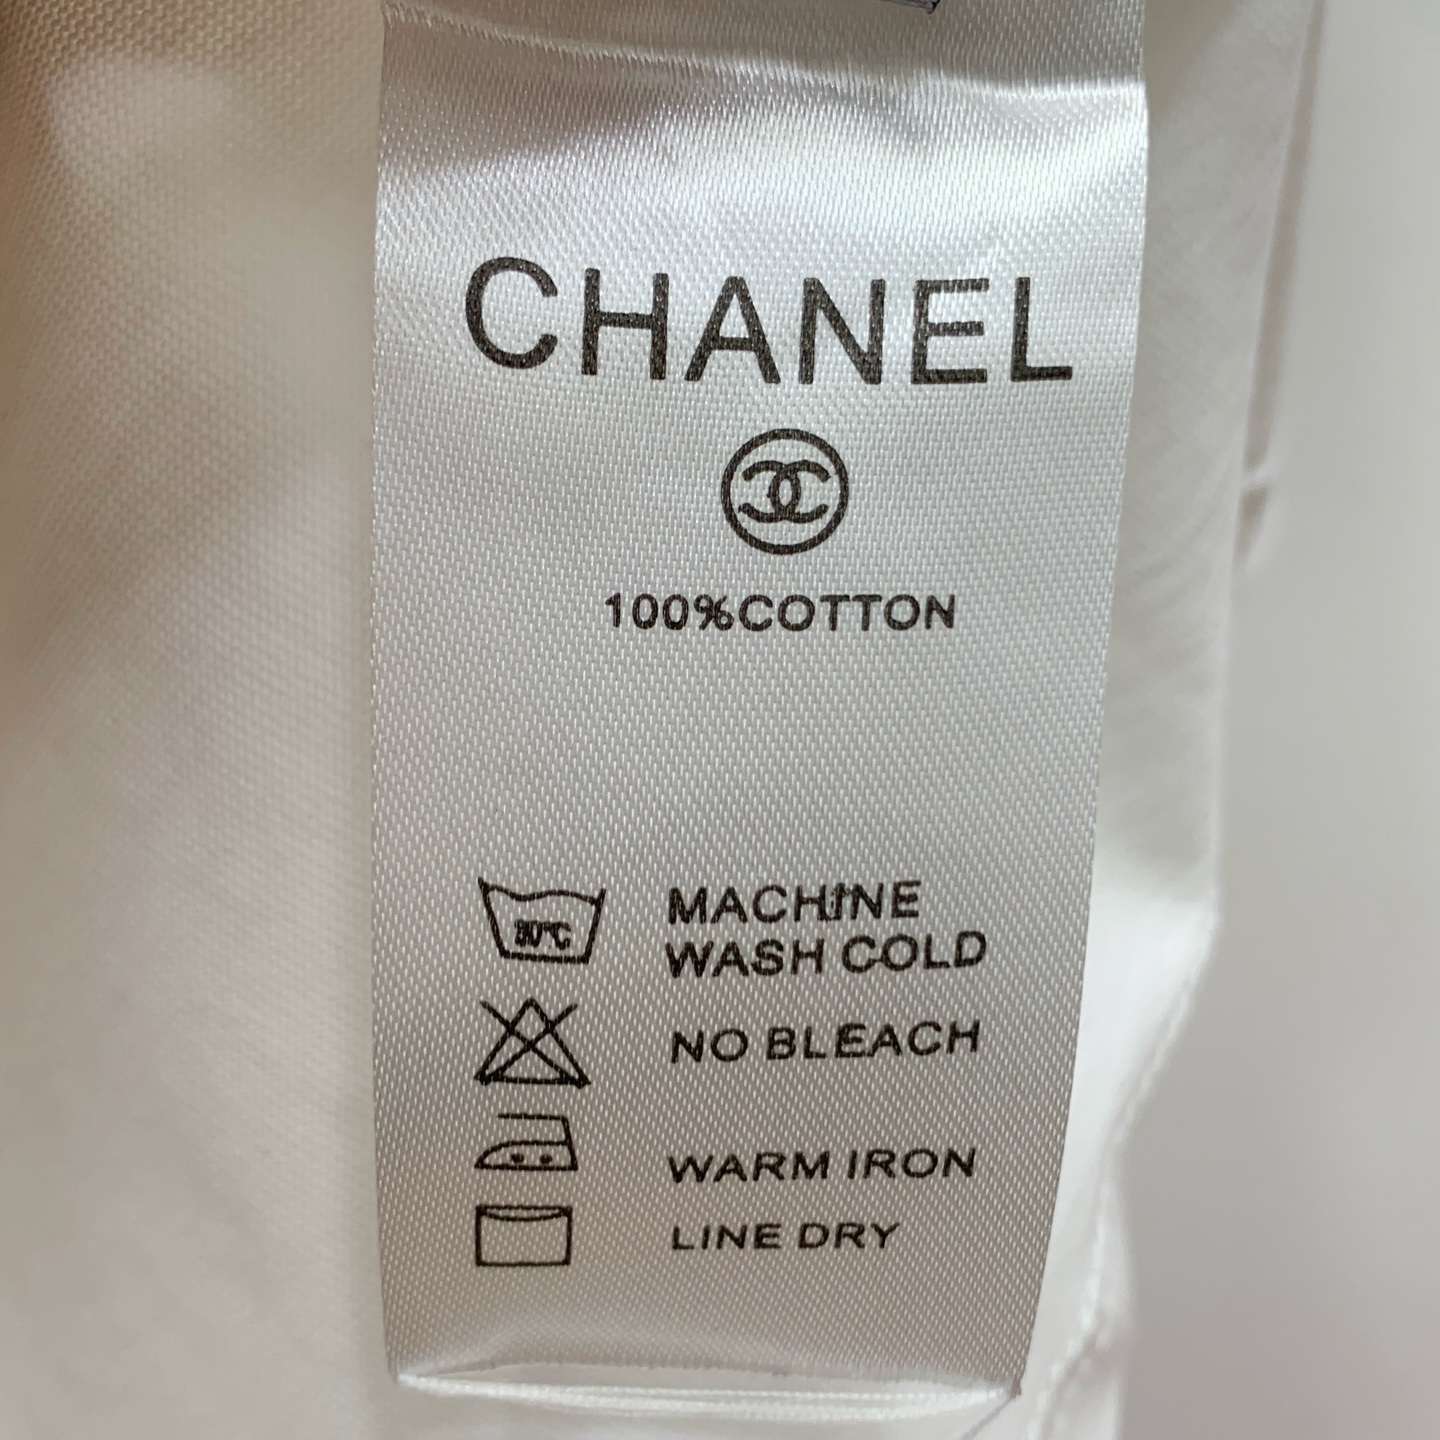 CHANEL
100%COTTON
30°C
MACHINE
WASH COLD
NO BLEACH
WARM IRON
LINE DRY